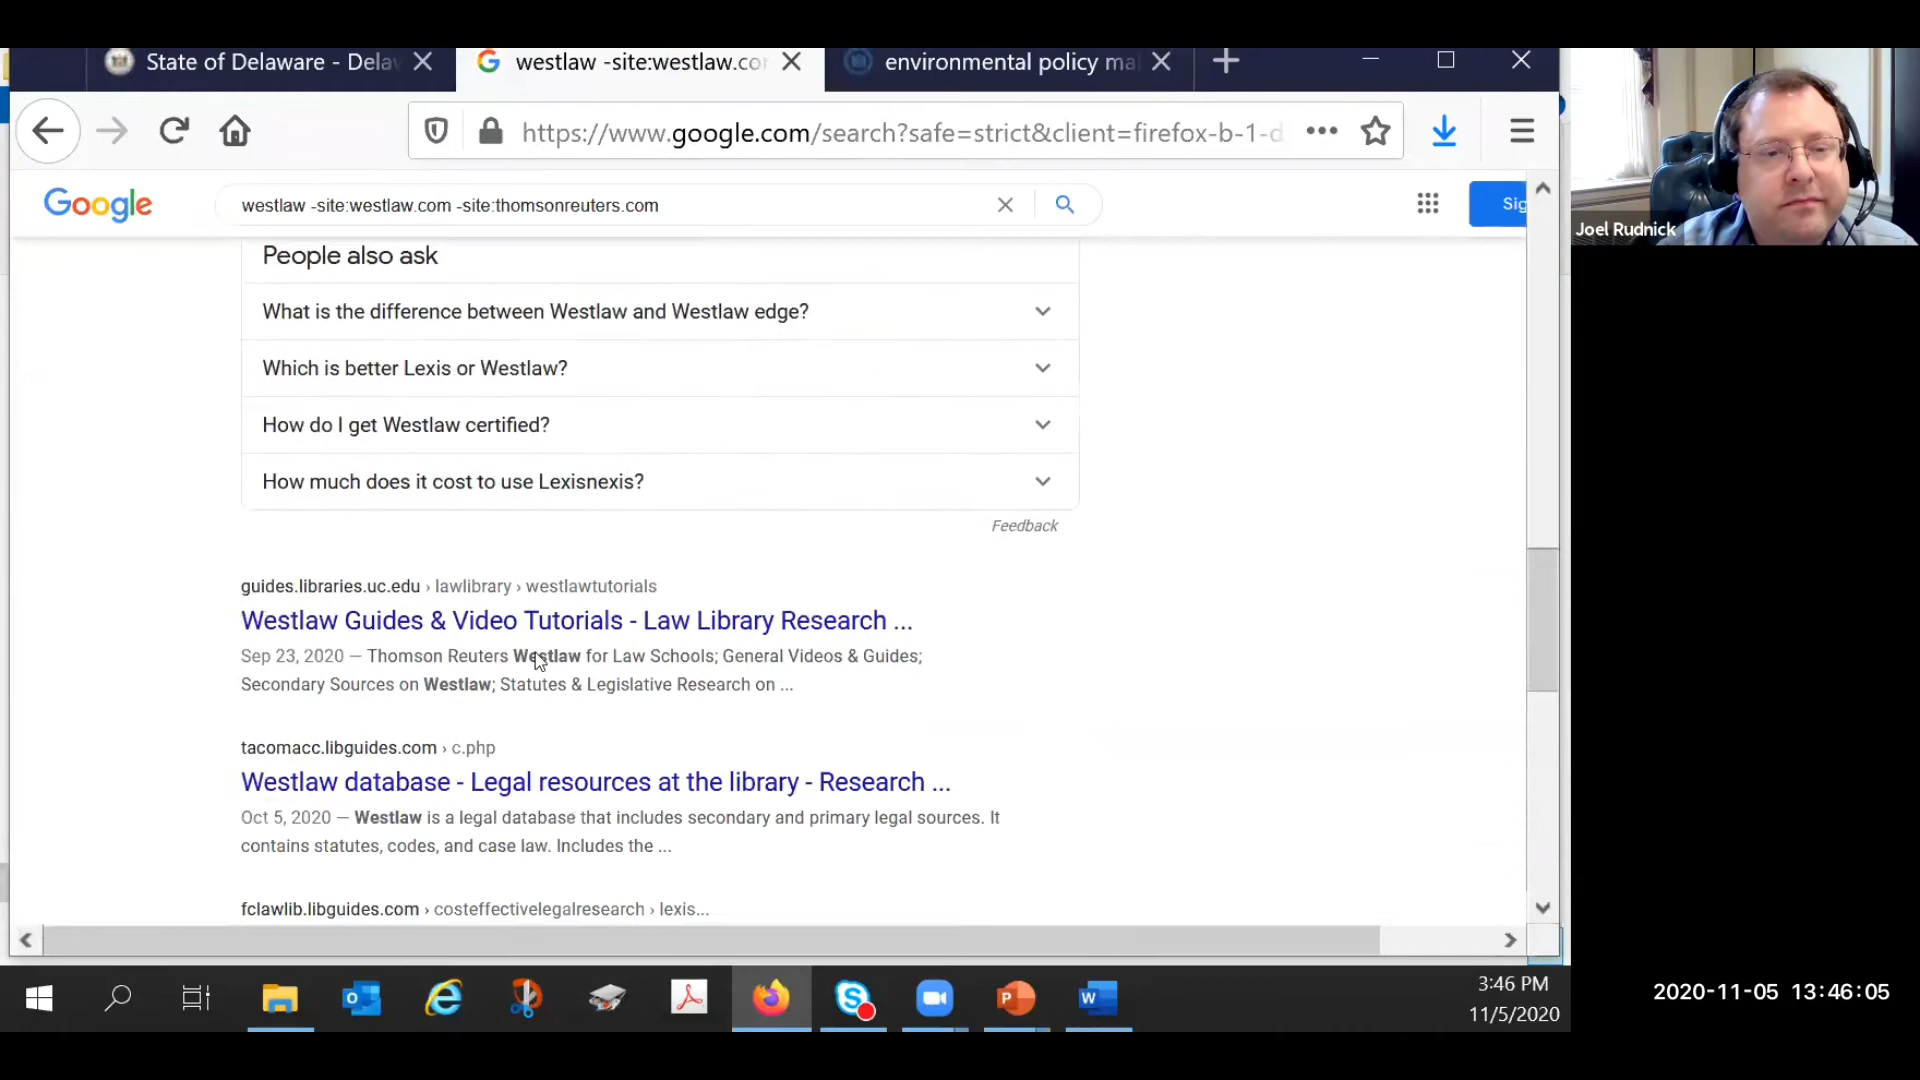 State of Delaware - Dela
westlaw -site:westlaw.co
environmental policy ma
https://www.google.com/search?safe=strict&client=firefox-b-1-d
Google
westlaw -site:westlaw.com -site:thomsonreuters.com
Sig
Joel Rudnick
People also ask
What is the difference between Westlaw and Westlaw edge?
Which is better Lexis or Westlaw?
How do I get Westlaw certified?
How much does it cost to use Lexisnexis?
Feedback
guides.libraries.uc.edu › lawlibrary › westlawtutorials
Westlaw Guides & Video Tutorials - Law Library Research ...
Sep 23, 2020 — Thomson Reuters Westlaw for Law Schools; General Videos & Guides;
Secondary Sources on Westlaw; Statutes & Legislative Research on ...
tacomacc.libguides.com › c.php
Westlaw database - Legal resources at the library - Research ...
Oct 5, 2020 — Westlaw is a legal database that includes secondary and primary legal sources. It
contains statutes, codes, and case law. Includes the ...
fclawlib.libguides.com › costeffectivelegalresearch › lexis...
3:46 PM
11/5/2020
2020-11-05 13:46:05